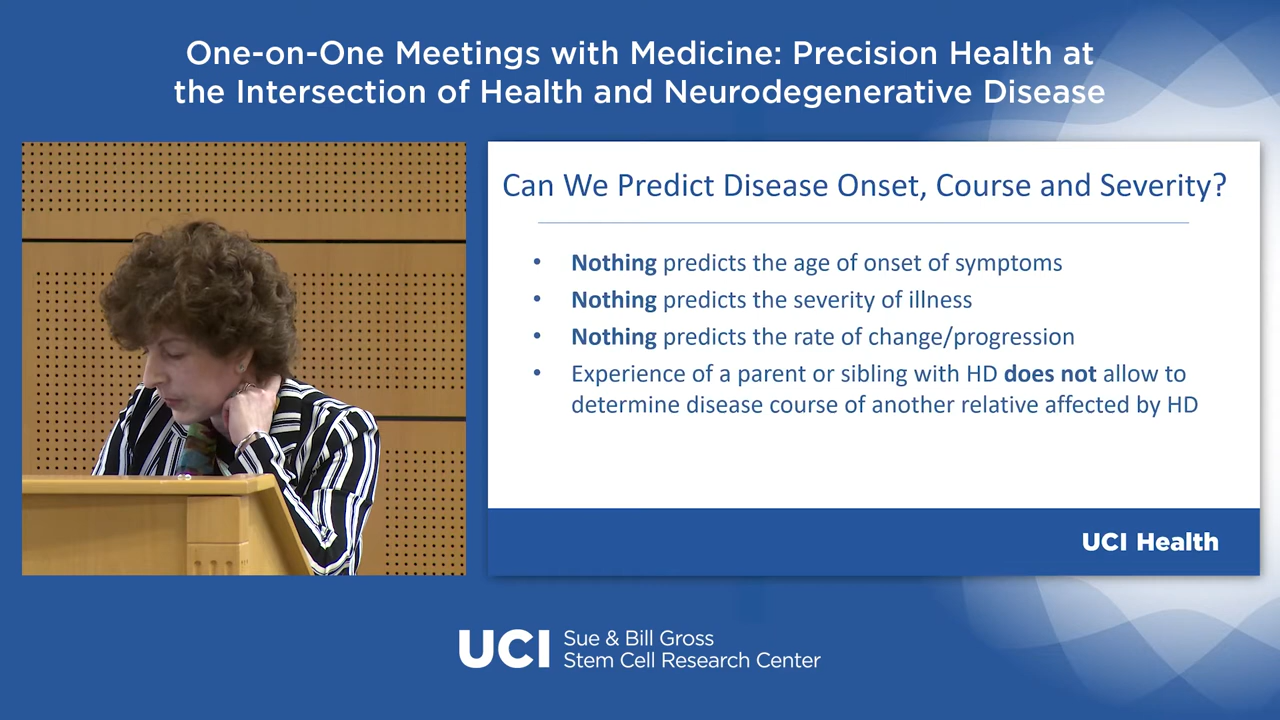 One-on-One Meetings with Medicine: Precision Health at
the Intersection of Health and Neurodegenerative Disease
Can We Predict Disease Onset, Course and Severity?
• Nothing predicts the age of onset of symptoms
• Nothing predicts the severity of illness
• Nothing predicts the rate of change/progression
• Experience of a parent or sibling with HD does not allow to
determine disease course of another relative affected by HD
UCI Health
UCI Sue & Bill Gross
Stem Cell Research Center